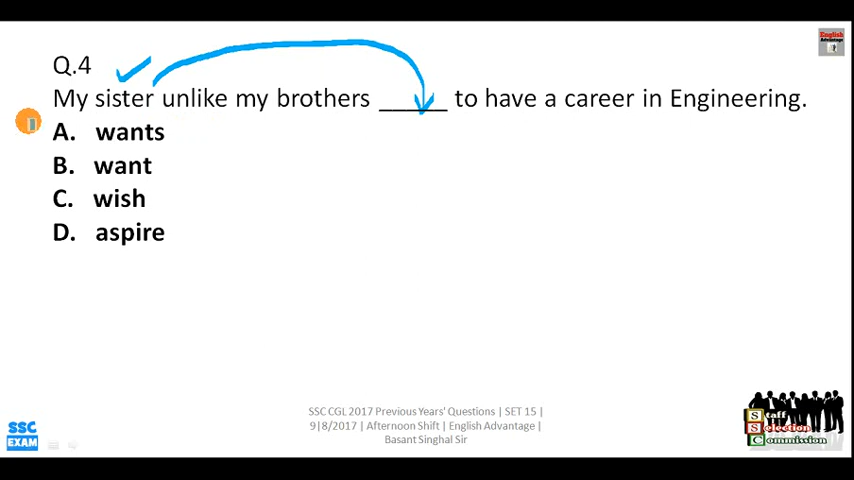 English
Advantage
Q.4
My sister unlike my brothers ______ to have a career in Engineering.
A. wants
B. want
C. wish
D. aspire
SSC CGL 2017 Previous Years' Questions | SET 15 |
9|8/2017 | Afternoon Shift | English Advantage |
Basant Singhal Sir
SSC
EXAM
Staff
Selection
Commission